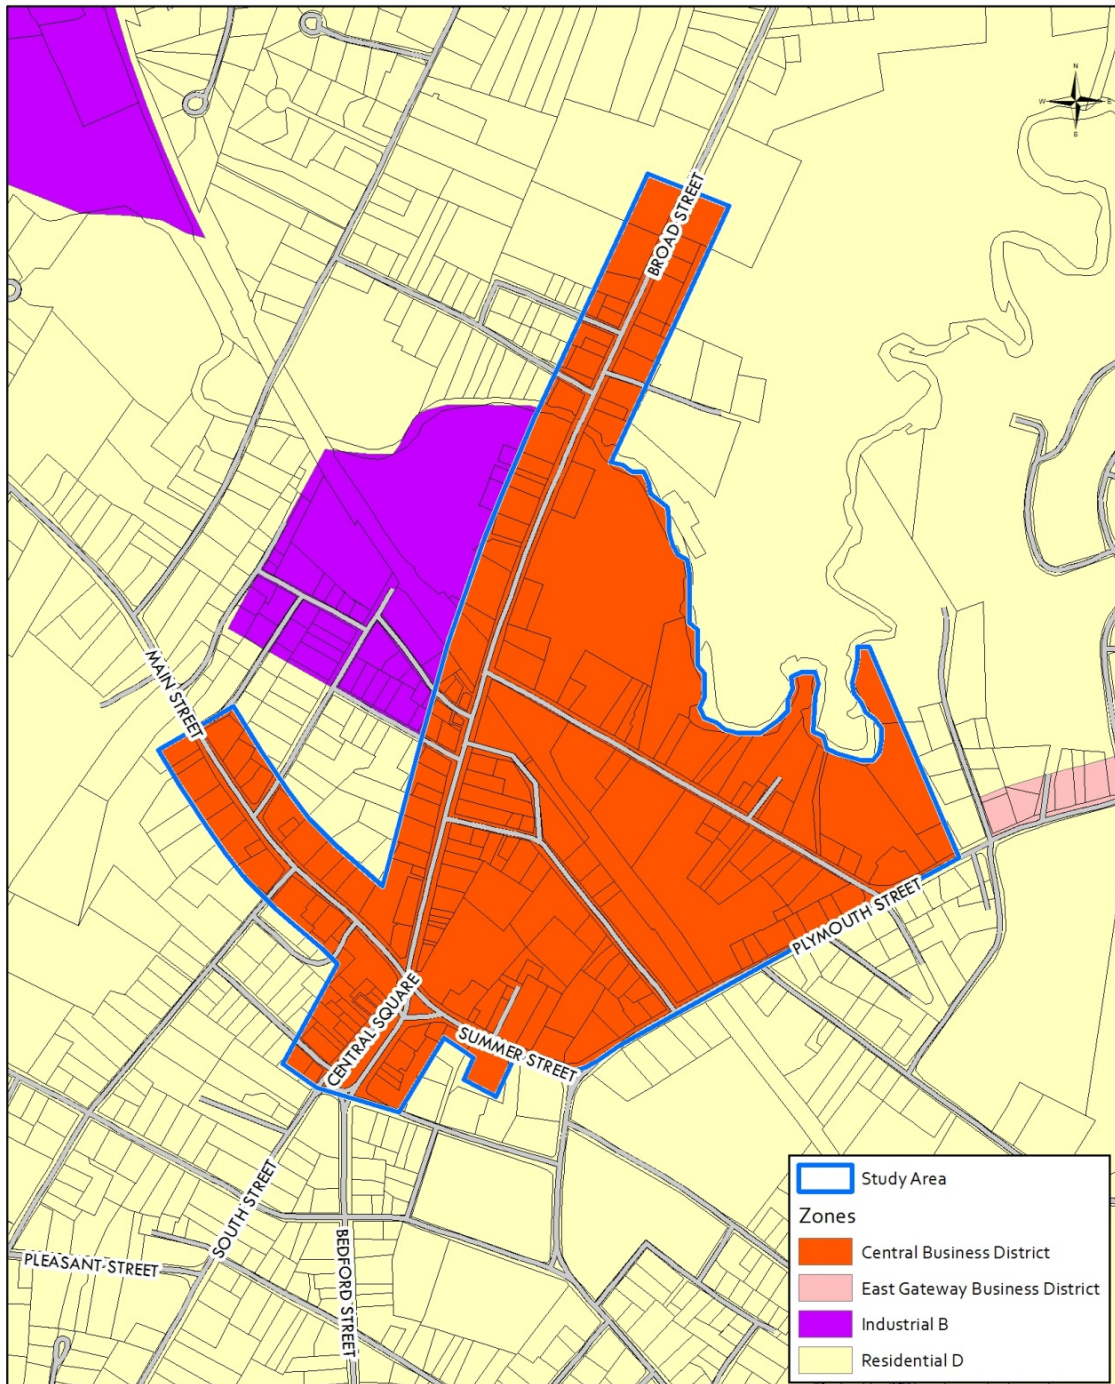 N
W E
S
BROAD STREET
MAIN STREET
PLYMOUTH STREET
CENTRAL SQUARE
SUMMER STREET
SOUTH STREET
PLEASANT STREET
BEDFORD STREET
Study Area
Zones
Central Business District
East Gateway Business District
Industrial B
Residential D